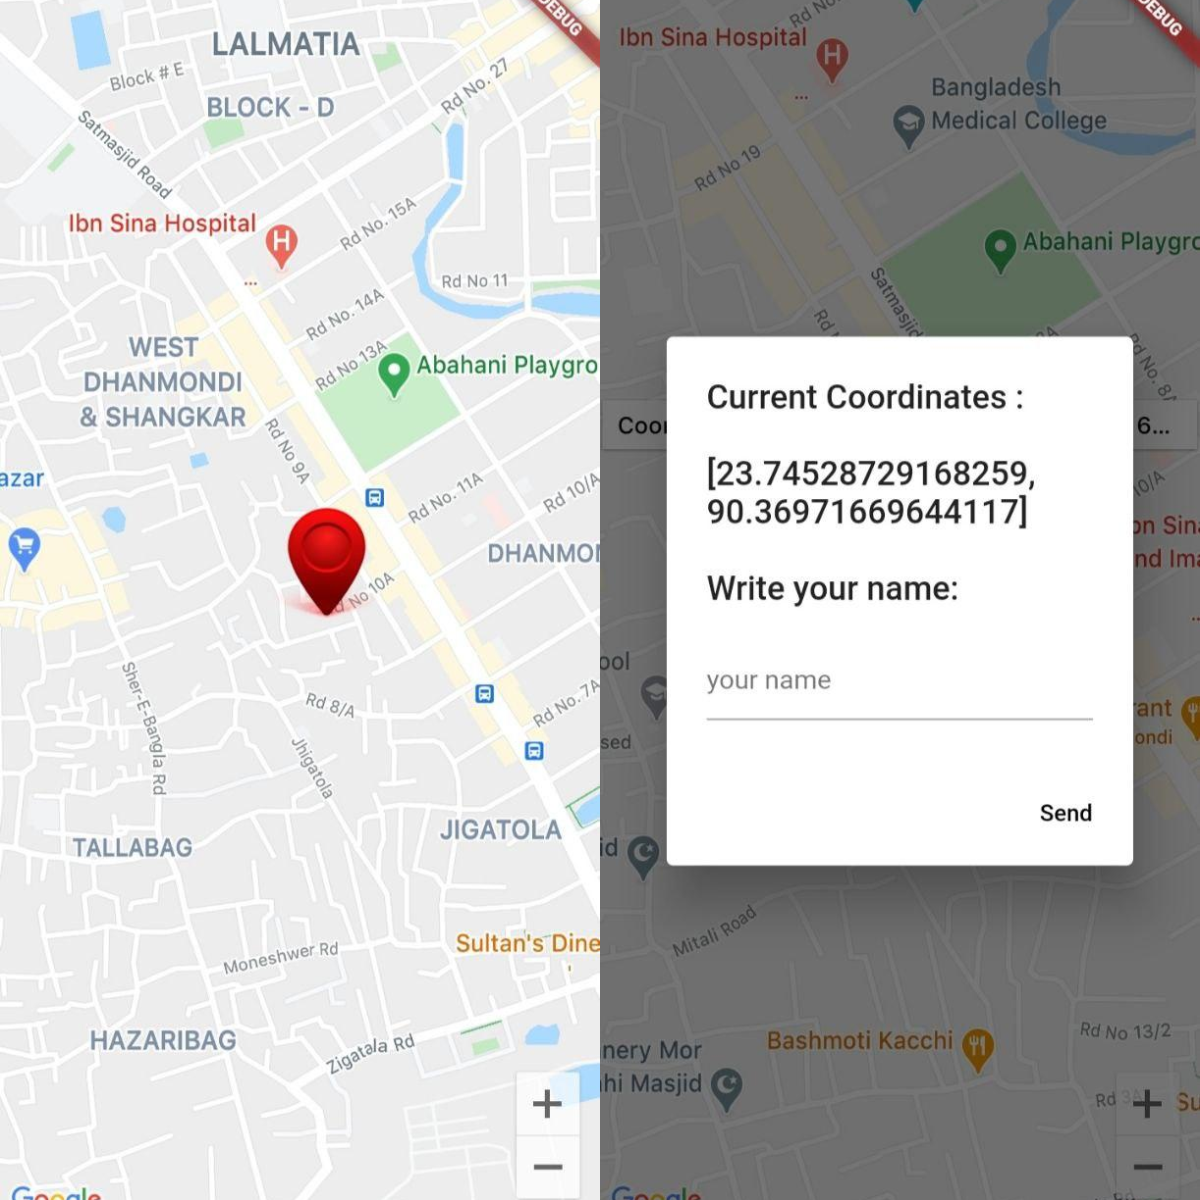 DEBUG
LALMATIA
Block # E
BLOCK - D
Rd No. 27
Satmasjid Road
Ibn Sina Hospital
H
Rd No. 15A
...
Rd No 11
Rd No. 14A
WEST
DHANMONDI
& SHANGKAR
Rd No 13A
Abahani Playgro
Rd No 9A
azar
Rd No. 11A
Rd 10/A
DHANMO
No 10A
Sher-E-Bangla Rd
Rd 8/A
Rd No. 7A
Jhigatola
JIGATOLA
TALLABAG
Sultan's Dine
Moneshwer Rd
HAZARIBAG
Zigatala Rd
+
−
Google
DEBUG
Rd No
Ibn Sina Hospital
H
...
Bangladesh
Medical College
Rd No 19
Abahani Playgro
Satmasjid
Rd
Rd No. 8A
Coor
6...
Current Coordinates :
[23.74528729168259,
90.36971669644117]
Write your name:
your name
Send
10/A
on Sin
nd Ima
ool
sed
rant
ondi
id
Mitali Road
Rd No 13/2
Bashmoti Kacchi
nery Mor
hi Masjid
Rd 3A
Su
+
−
Rd
Google